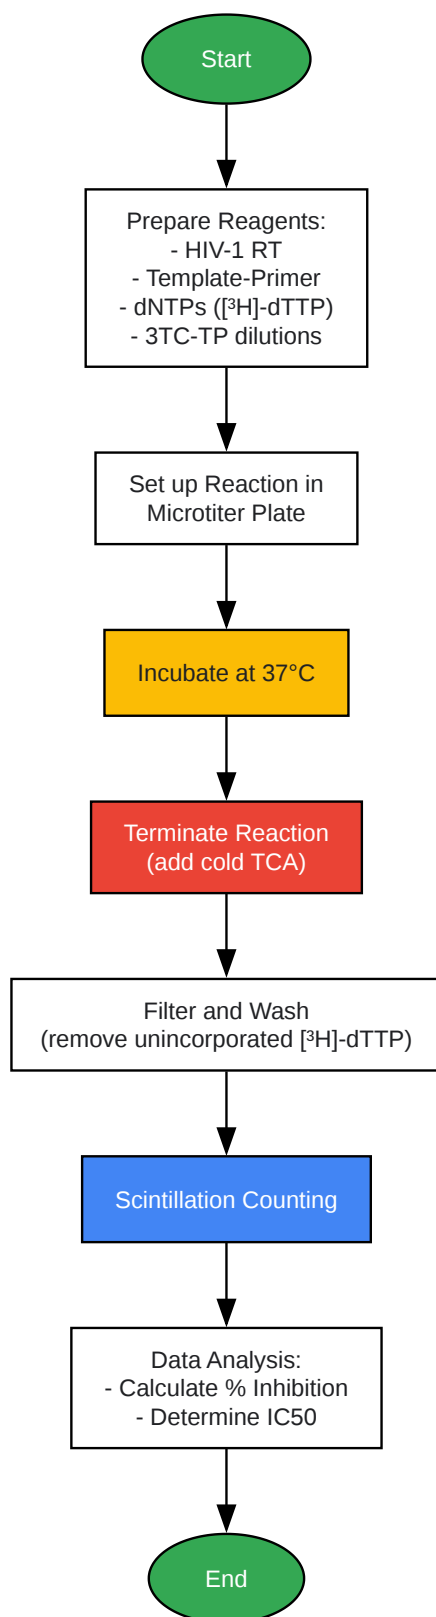 Start
Prepare Reagents:
- HIV-1 RT
- Template-Primer
- dNTPs ([³H]-dTTP)
- 3TC-TP dilutions
Set up Reaction in
Microtiter Plate
Incubate at 37°C
Terminate Reaction
(add cold TCA)
Filter and Wash
(remove unincorporated [³H]-dTTP)
Scintillation Counting
Data Analysis:
- Calculate % Inhibition
- Determine IC50
End